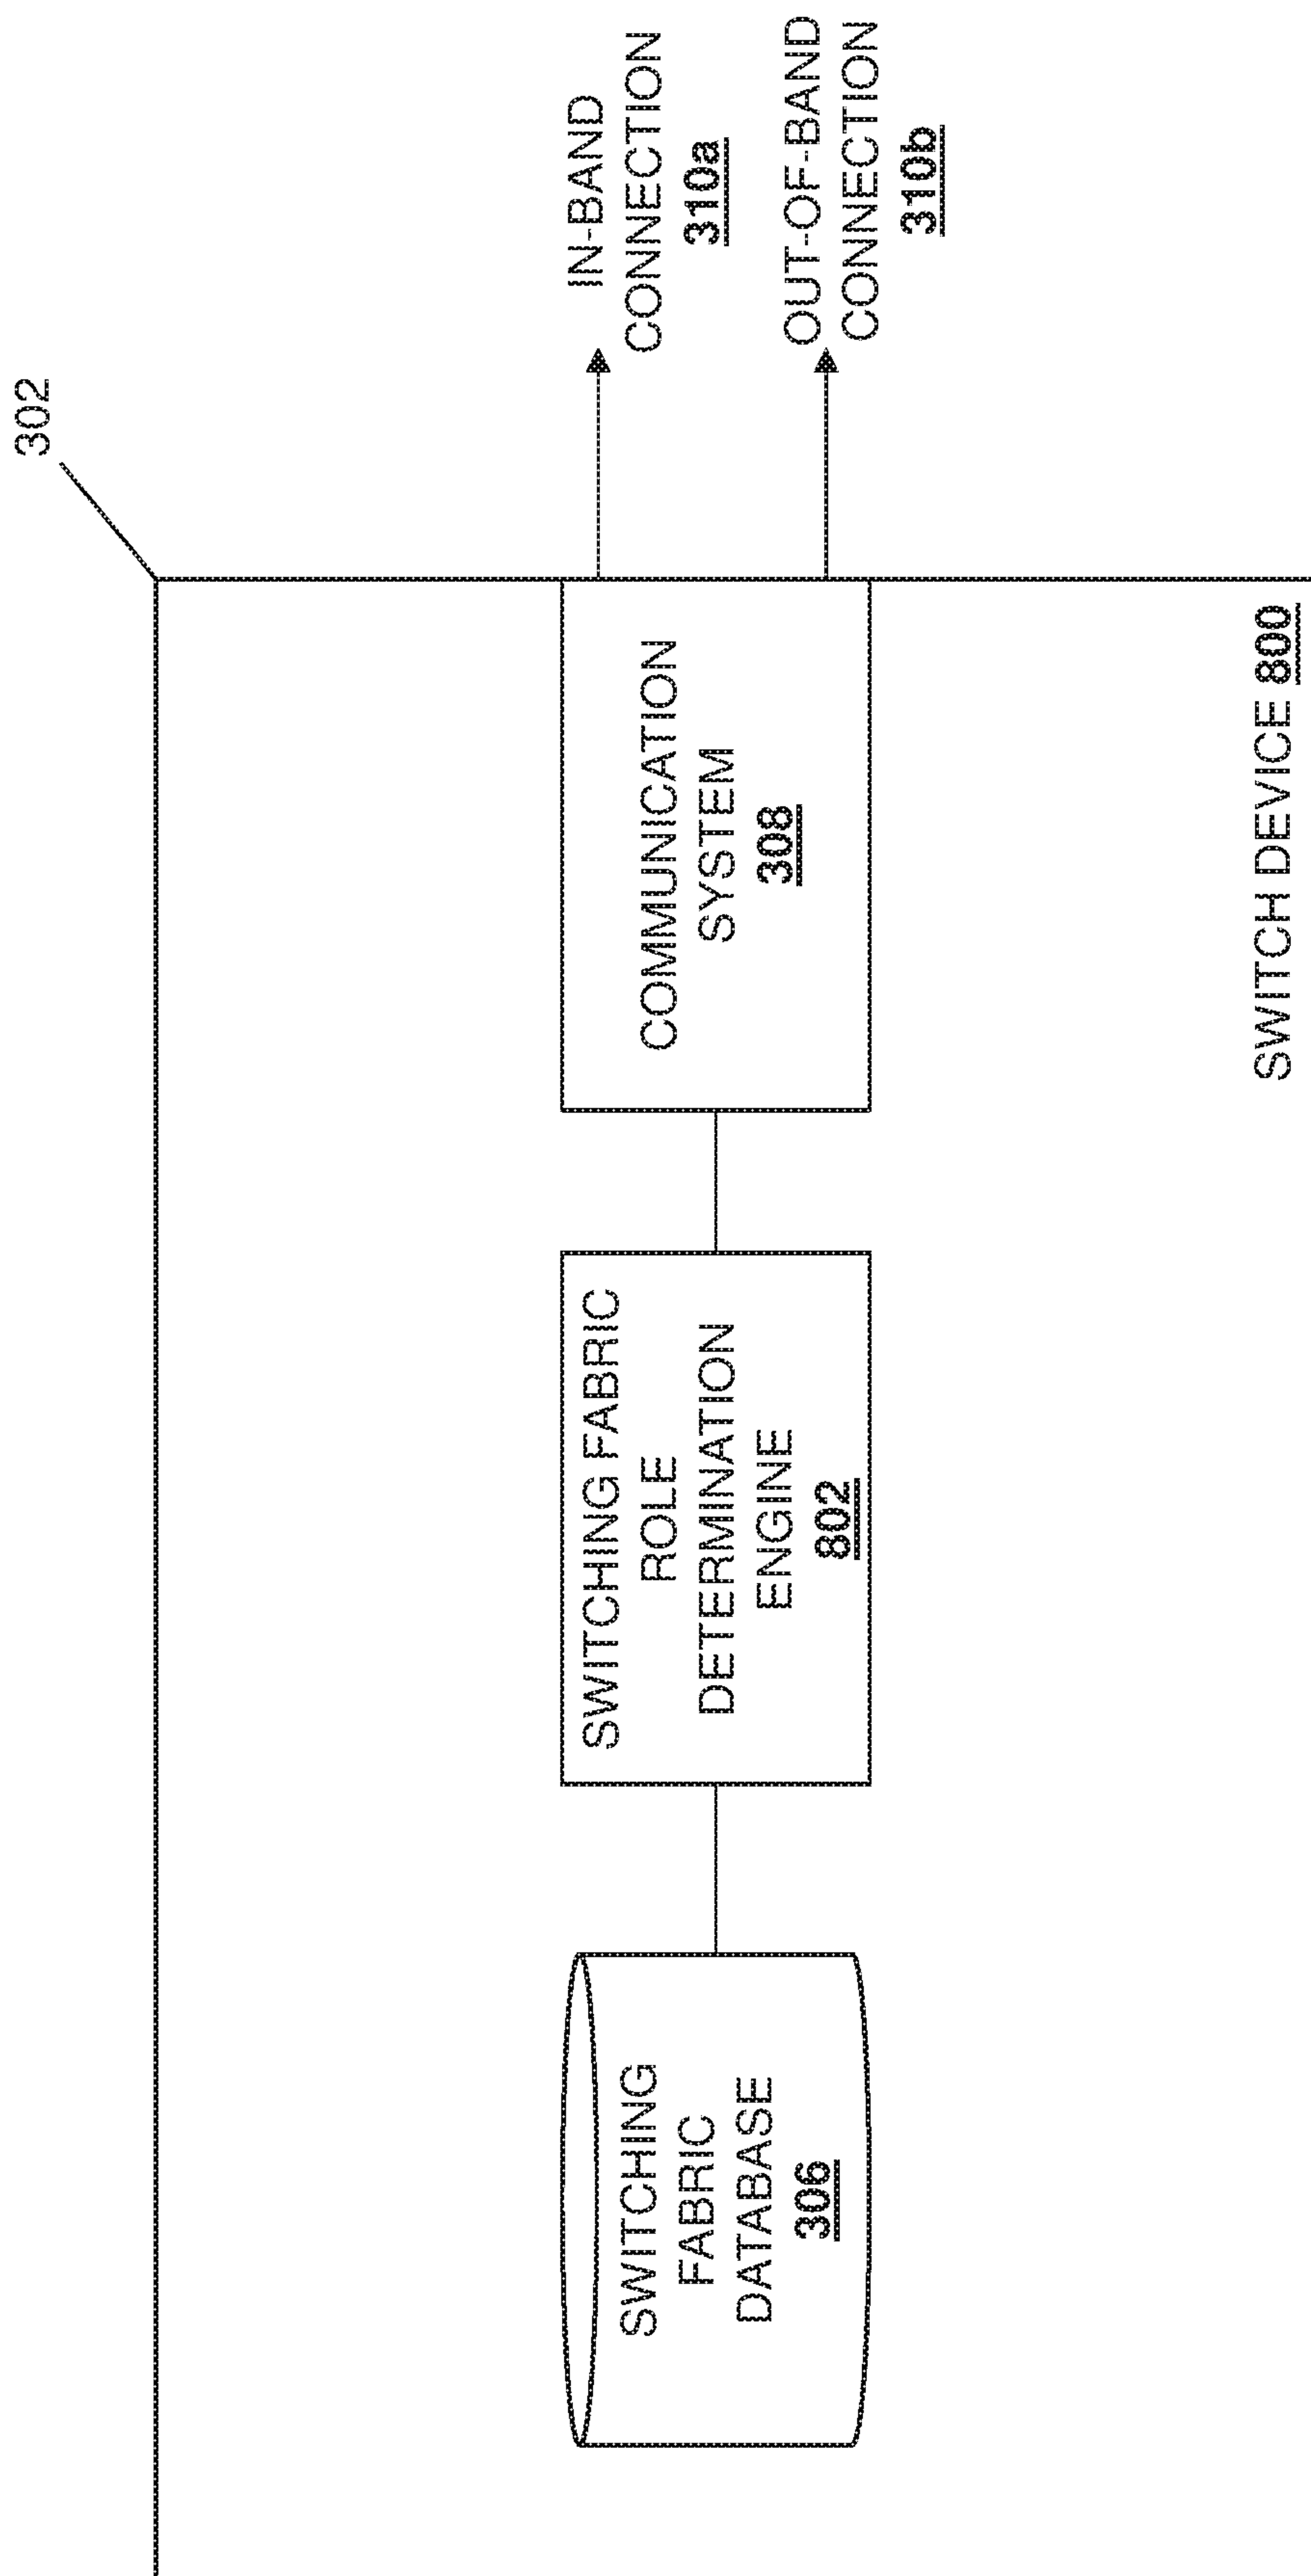 302
SWITCHING
FABRIC
DATABASE
306
SWITCHING FABRIC
ROLE
DETERMINATION
ENGINE
802
COMMUNICATION
SYSTEM
308
IN-BAND
CONNECTION
310a
OUT-OF-BAND
CONNECTION
310b
SWITCH DEVICE 800